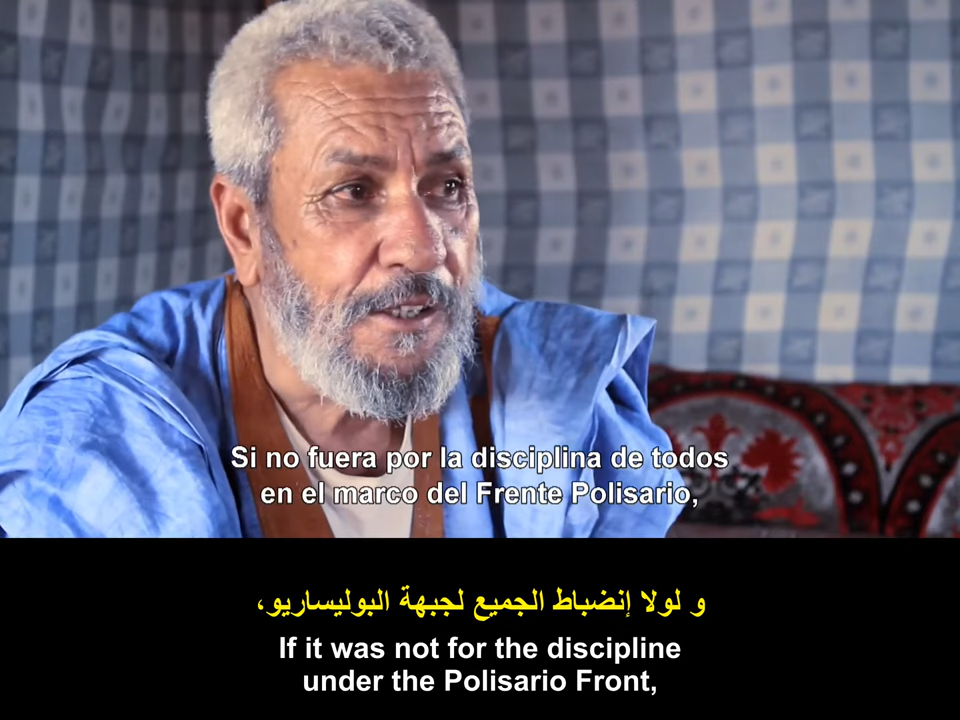 Si no fuera por la disciplina de todos
en el marco del Frente Polisario,
و لولا إنضباط الجميع لجبهة البوليساريو،
If it was not for the discipline
under the Polisario Front,